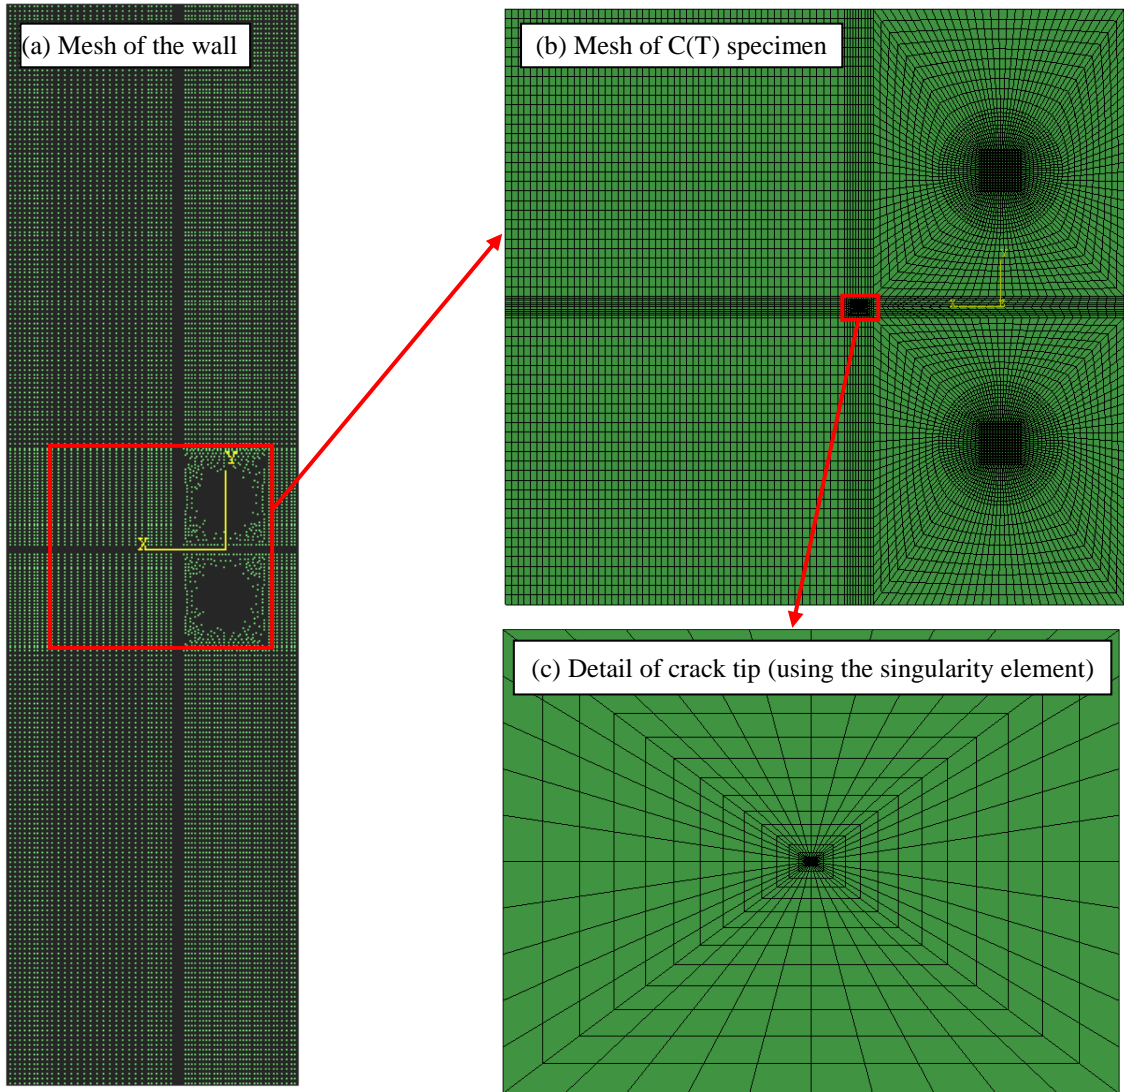 (a) Mesh of the wall
(b) Mesh of C(T) specimen
Y
X
(c) Detail of crack tip (using the singularity element)